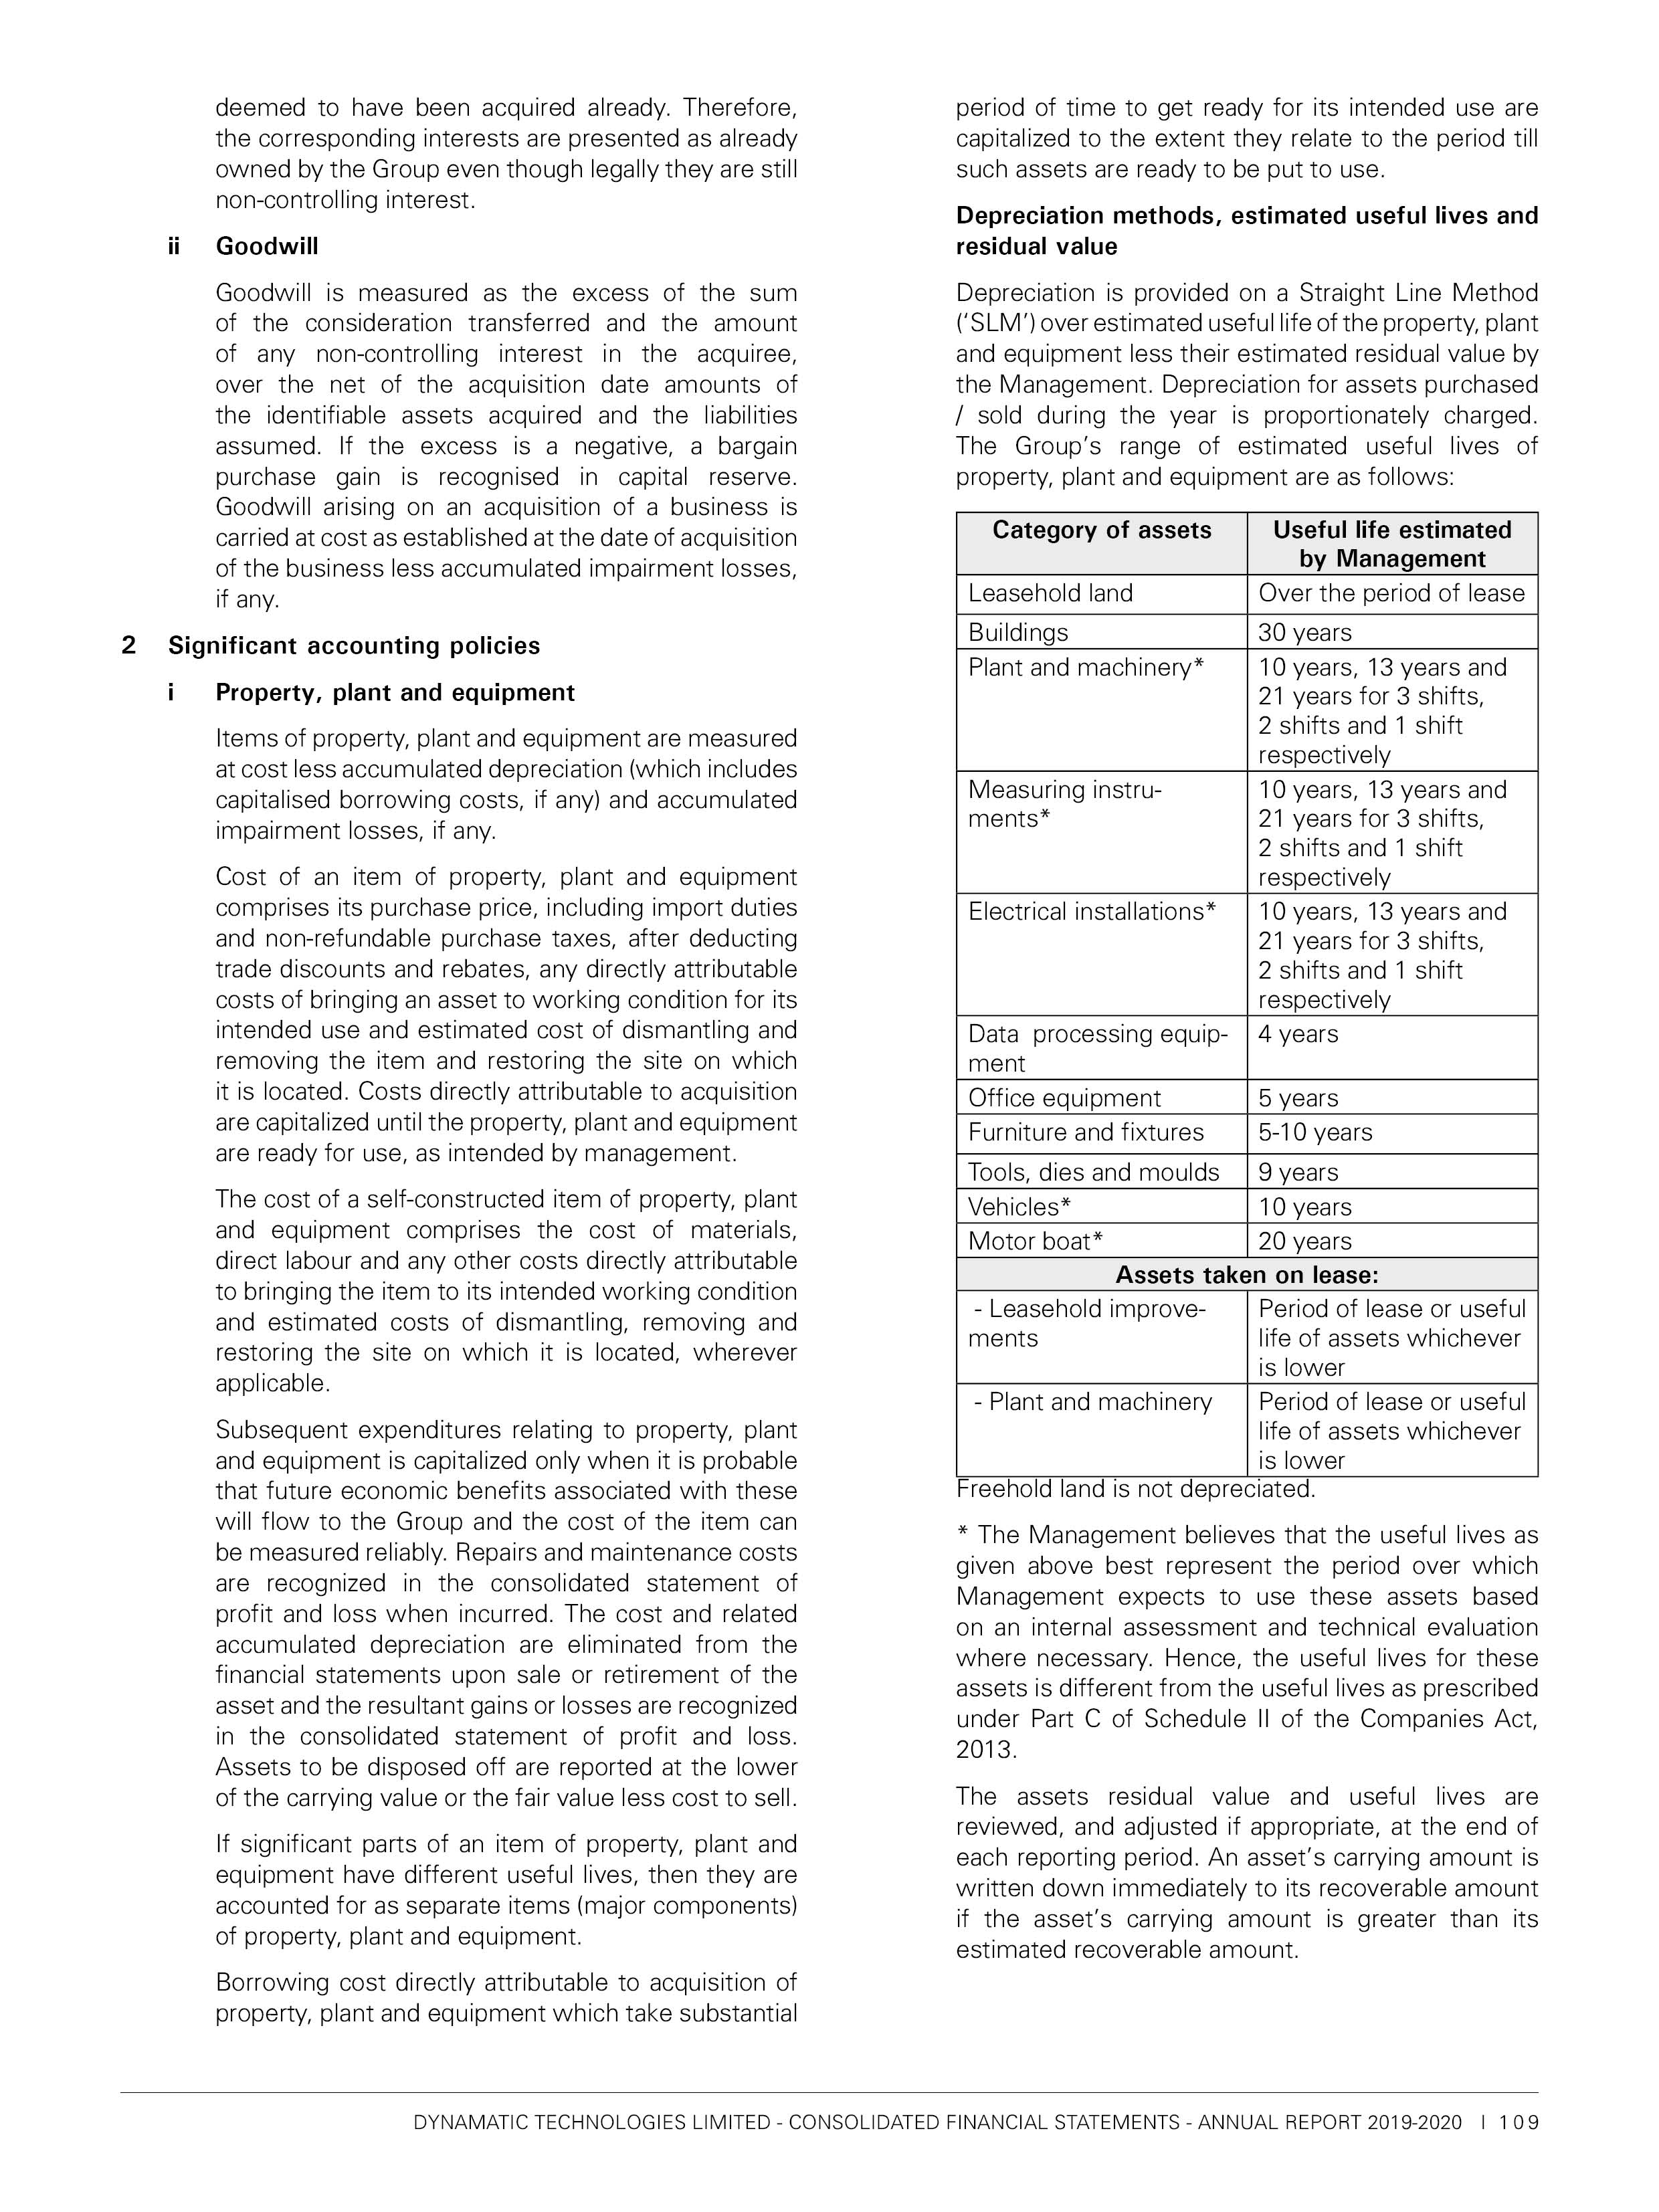 deemed to have been acquired already. Therefore,
the corresponding interests are presented as already
owned by the Group even though legally they are still
non-controlling interest.
ii Goodwill
Goodwill is measured as the excess of the sum
of the consideration transferred and the amount
of any non-controlling interest in the acquiree,
over the net of the acquisition date amounts of
the identifiable assets acquired and the liabilities
assumed. If the excess is a negative, a bargain
purchase gain is recognised in capital reserve.
Goodwill arising on an acquisition of a business is
carried at cost as established at the date of acquisition
of the business less accumulated impairment losses,
if any.
2 Significant accounting policies
i Property, plant and equipment
Items of property, plant and equipment are measured
at cost less accumulated depreciation (which includes
capitalised borrowing costs, if any) and accumulated
impairment losses, if any.
Cost of an item of property, plant and equipment
comprises its purchase price, including import duties
and non-refundable purchase taxes, after deducting
trade discounts and rebates, any directly attributable
costs of bringing an asset to working condition for its
intended use and estimated cost of dismantling and
removing the item and restoring the site on which
it is located. Costs directly attributable to acquisition
are capitalized until the property, plant and equipment
are ready for use, as intended by management.
The cost of a self-constructed item of property, plant
and equipment comprises the cost of materials,
direct labour and any other costs directly attributable
to bringing the item to its intended working condition
and estimated costs of dismantling, removing and
restoring the site on which it is located, wherever
applicable.
Subsequent expenditures relating to property, plant
and equipment is capitalized only when it is probable
that future economic benefits associated with these
will flow to the Group and the cost of the item can
be measured reliably. Repairs and maintenance costs
are recognized in the consolidated statement of
profit and loss when incurred. The cost and related
accumulated depreciation are eliminated from the
financial statements upon sale or retirement of the
asset and the resultant gains or losses are recognized
in the consolidated statement of profit and loss.
Assets to be disposed off are reported at the lower
of the carrying value or the fair value less cost to sell.
If significant parts of an item of property, plant and
equipment have different useful lives, then they are
accounted for as separate items (major components)
of property, plant and equipment.
Borrowing cost directly attributable to acquisition of
property, plant and equipment which take substantial
period of time to get ready for its intended use are
capitalized to the extent they relate to the period till
such assets are ready to be put to use.
Depreciation methods, estimated useful lives and
residual value
Depreciation is provided on a Straight Line Method
(‘SLM’) over estimated useful life of the property, plant
and equipment less their estimated residual value by
the Management. Depreciation for assets purchased
/ sold during the year is proportionately charged.
The Group’s range of estimated useful lives of
property, plant and equipment are as follows:
Category of assets Useful life estimated
by Management
Leasehold land Over the period of lease
Buildings 30 years
Plant and machinery* 10 years, 13 years and
21 years for 3 shifts,
2 shifts and 1 shift
respectively
Measuring instru- 10 years, 13 years and
ments* 21 years for 3 shifts,
2 shifts and 1 shift
respectively
Electrical installations* 10 years, 13 years and
21 years for 3 shifts,
2 shifts and 1 shift
respectively
Data processing equip- 4 years
ment
Office equipment 5 years
Furniture and fixtures 5-10 years
Tools, dies and moulds 9 years
Vehicles* 10 years
Motor boat* 20 years
Assets taken on lease:
- Leasehold improve- Period of lease or useful
ments life of assets whichever
is lower
- Plant and machinery Period of lease or useful
life of assets whichever
is lower
Freehold land is not depreciated.
* The Management believes that the useful lives as
given above best represent the period over which
Management expects to use these assets based
on an internal assessment and technical evaluation
where necessary. Hence, the useful lives for these
assets is different from the useful lives as prescribed
under Part C of Schedule II of the Companies Act,
2013.
The assets residual value and useful lives are
reviewed, and adjusted if appropriate, at the end of
each reporting period. An asset’s carrying amount is
written down immediately to its recoverable amount
if the asset’s carrying amount is greater than its
estimated recoverable amount.
DYNAMATIC TECHNOLOGIES LIMITED - CONSOLIDATED FINANCIAL STATEMENTS - ANNUAL REPORT 2019-2020 | 109